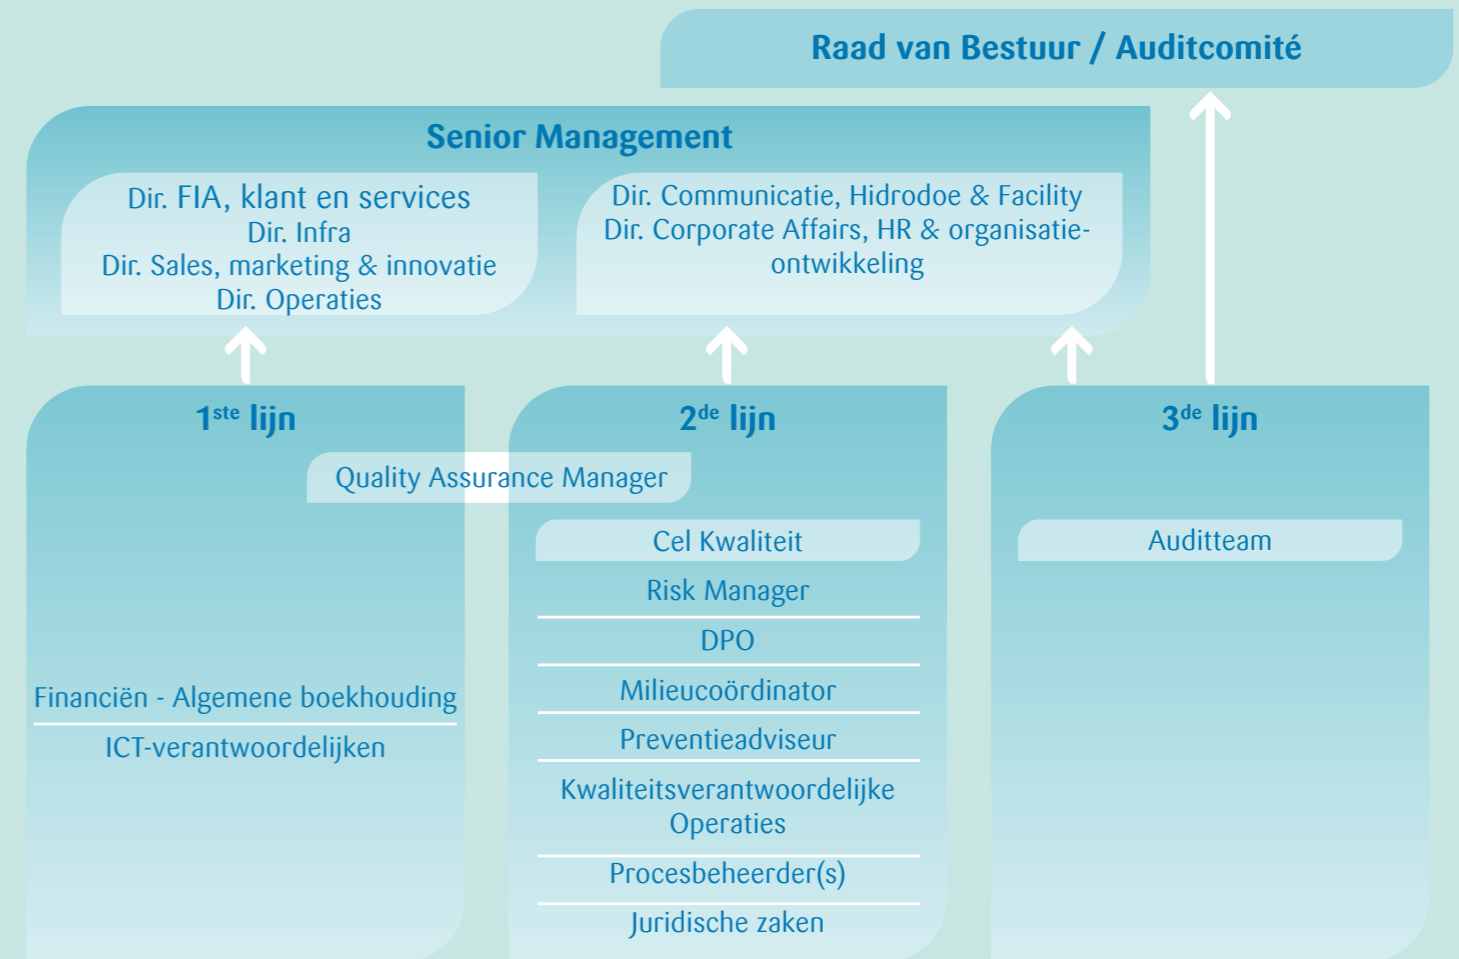 Raad van Bestuur / Auditcomité
Senior Management
Dir. FIA, klant en services
Dir. Infra
Dir. Sales, marketing & innovatie
Dir. Operaties
Dir. Communicatie, Hidrodoe & Facility
Dir. Corporate Affairs, HR & organisatie-
ontwikkeling
1ste lijn
2de lijn
3de lijn
Quality Assurance Manager
Financiën - Algemene boekhouding
ICT-verantwoordelijken
Cel Kwaliteit
Risk Manager
DPO
Milieucoördinator
Preventieadviseur
Kwaliteitsverantwoordelijke
Operaties
Procesbeheerder(s)
Juridische zaken
Auditteam